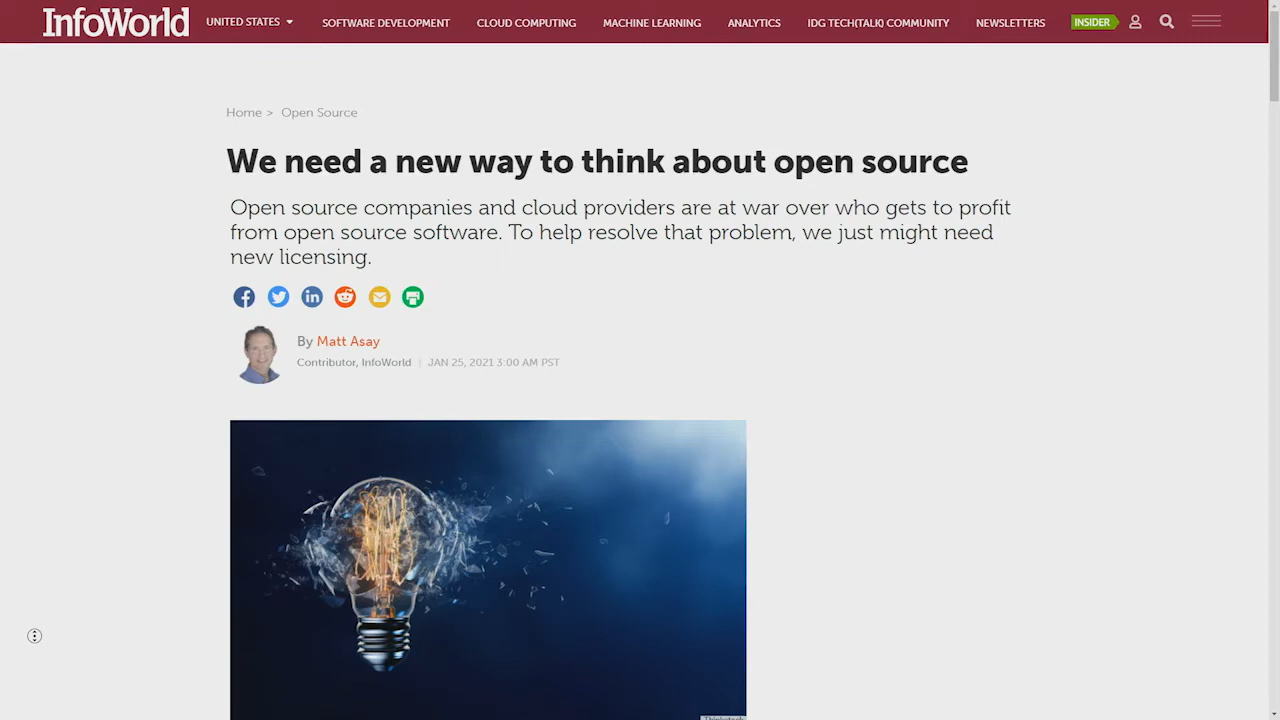 InfoWorld
UNITED STATES
SOFTWARE DEVELOPMENT
CLOUD COMPUTING
MACHINE LEARNING
ANALYTICS
IDG TECH(TALK) COMMUNITY
NEWSLETTERS
INSIDER
Home > Open Source
We need a new way to think about open source
Open source companies and cloud providers are at war over who gets to profit
from open source software. To help resolve that problem, we just might need
new licensing.
By Matt Asay
Contributor, InfoWorld | JAN 25, 2021 3:00 AM PST